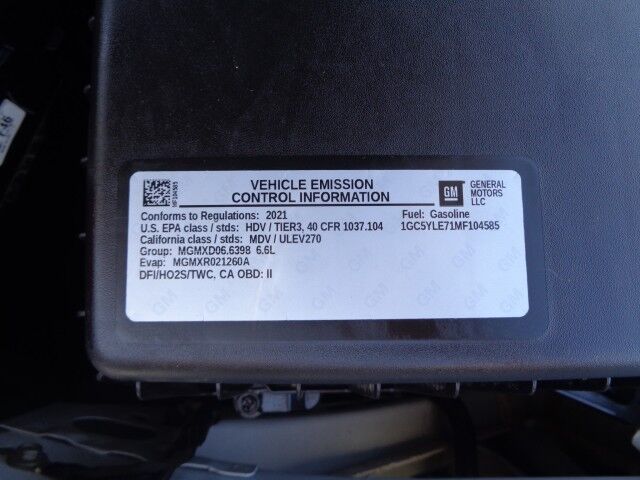 VEHICLE EMISSION
CONTROL INFORMATION
GM
GENERAL
MOTORS
LLC
MF104585
Conforms to Regulations: 2021
Fuel: Gasoline
U.S. EPA class / stds: HDV / TIER3, 40 CFR 1037.104
1GC5YLE71MF104585
California class / stds: MDV / ULEV270
Group: MGMXD06.6398 6.6L
Evap: MGMXR021260A
DFI/HO2S/TWC, CA OBD: II